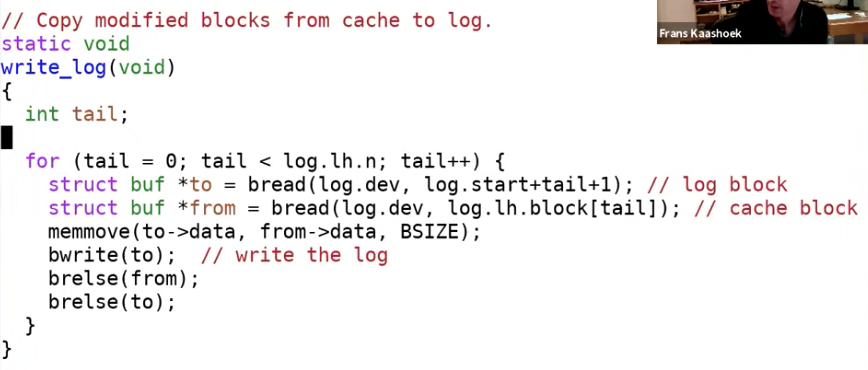 // Copy modified blocks from cache to log.
static void
write_log(void)
{
  int tail;

  for (tail = 0; tail < log.lh.n; tail++) {
    struct buf *to = bread(log.dev, log.start+tail+1); // log block
    struct buf *from = bread(log.dev, log.lh.block[tail]); // cache block
    memmove(to->data, from->data, BSIZE);
    bwrite(to);  // write the log
    brelse(from);
    brelse(to);
  }
}
Frans Kaashoek